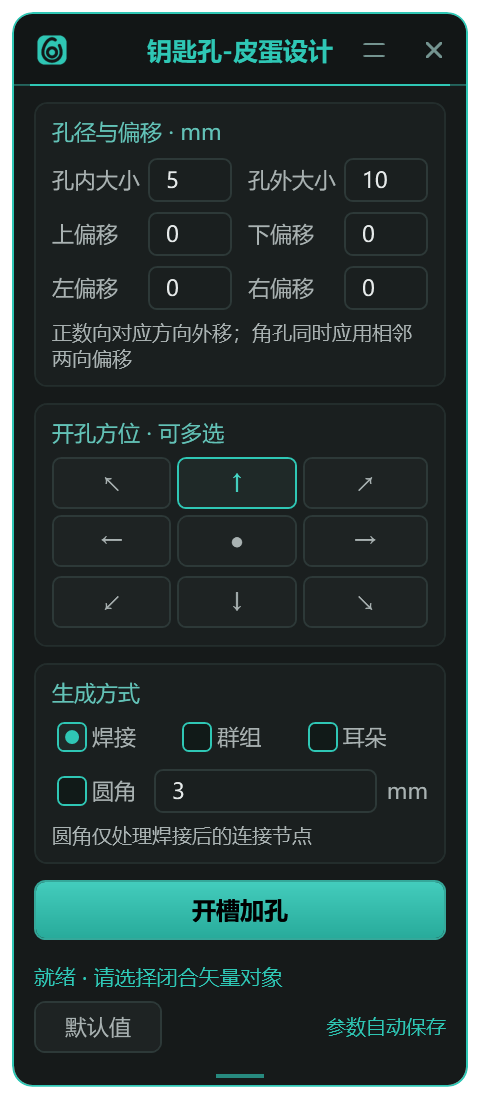 钥匙孔-皮蛋设计
孔径与偏移 · mm
孔内大小 5 孔外大小 10
上偏移 0 下偏移 0
左偏移 0 右偏移 0
正数向对应方向外移；角孔同时应用相邻
两向偏移
开孔方位 · 可多选
↖ ↑ ↗
← ● →
↙ ↓ ↘
生成方式
焊接 群组 耳朵
圆角 3 mm
圆角仅处理焊接后的连接节点
开槽加孔
就绪 · 请选择闭合矢量对象
默认值 参数自动保存